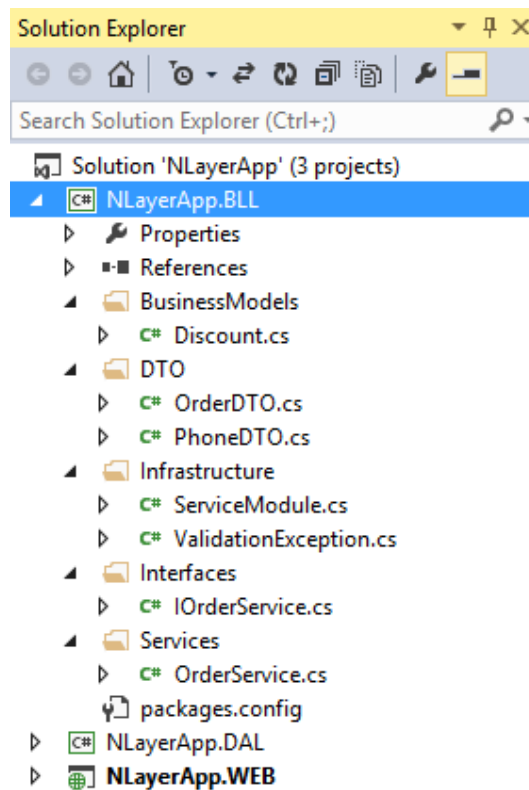 Solution Explorer
Search Solution Explorer (Ctrl+;)
Solution 'NLayerApp' (3 projects)
C# NLayerApp.BLL
Properties
References
BusinessModels
C# Discount.cs
DTO
C# OrderDTO.cs
C# PhoneDTO.cs
Infrastructure
C# ServiceModule.cs
C# ValidationException.cs
Interfaces
C# IOrderService.cs
Services
C# OrderService.cs
packages.config
C# NLayerApp.DAL
NLayerApp.WEB